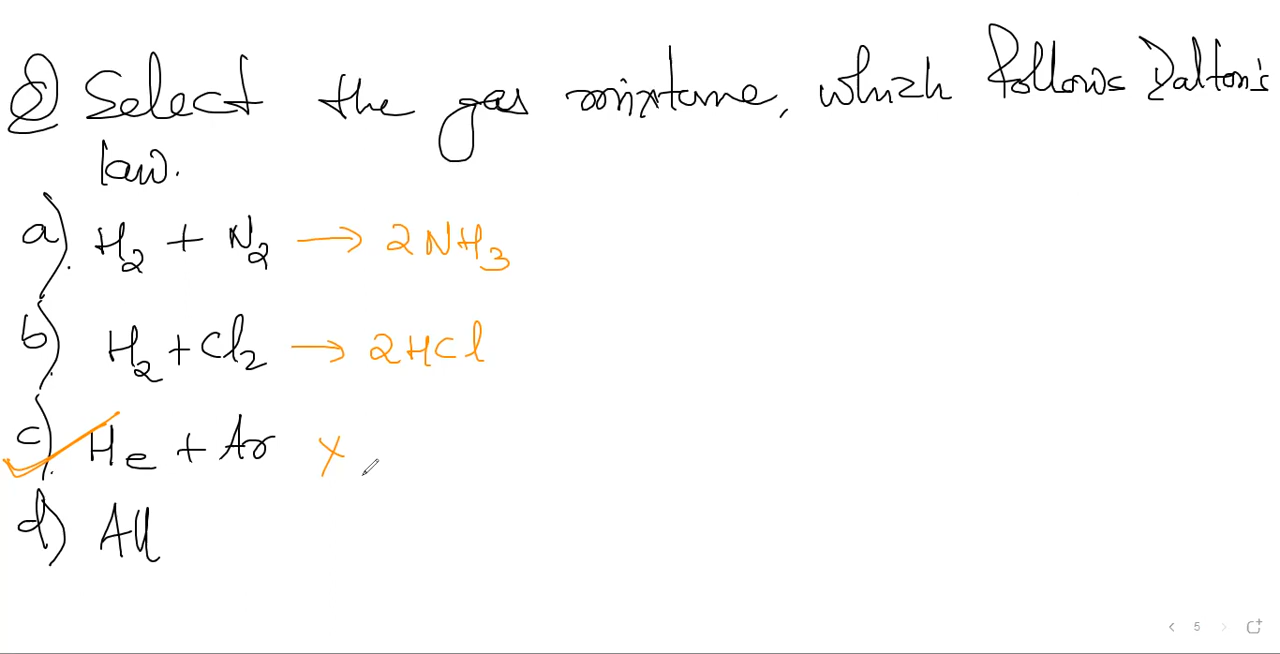 Q) Select the gas mixture, which follows Dalton's
law.
a). H₂ + N₂ → 2NH₃
b). H₂ + Cl₂ → 2HCl
c). He + Ar ×
d) All
< 5 >